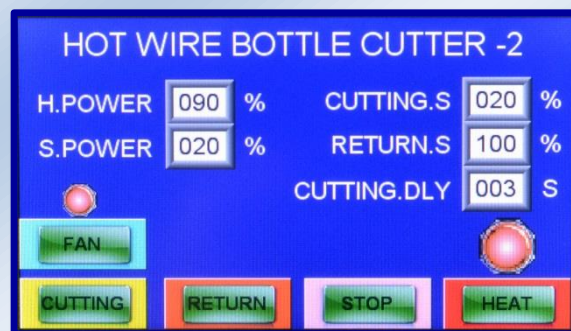 HOT WIRE BOTTLE CUTTER -2
H.POWER 090 % CUTTING.S 020 %
S.POWER 020 % RETURN.S 100 %
CUTTING.DLY 003 S
FAN
CUTTING RETURN STOP HEAT